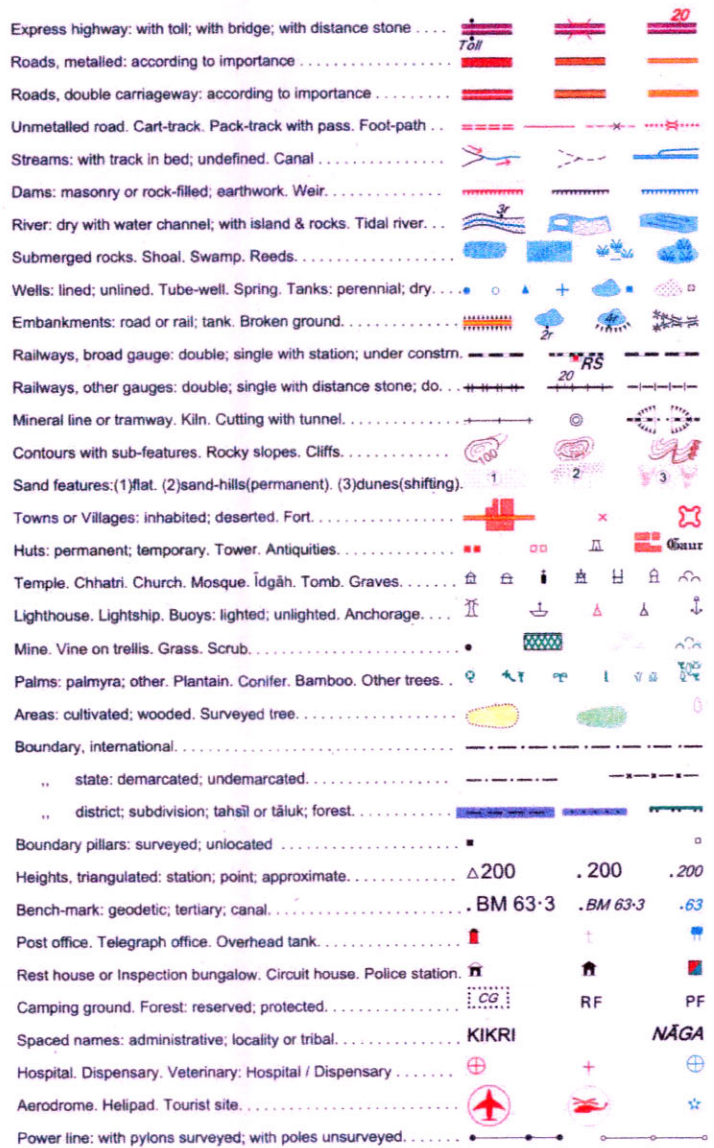 20
Express highway: with toll; with bridge; with distance stone . . . .
Toll
Roads, metalled: according to importance . . . . . . . . . . . . . . . .
Roads, double carriageway: according to importance . . . . . . . . .
Unmetalled road. Cart-track. Pack-track with pass. Foot-path . .
Streams: with track in bed; undefined. Canal . . . . . . . . . . . . . .
Dams: masonry or rock-filled; earthwork. Weir. . . . . . . . . . . . . .
River: dry with water channel; with island & rocks. Tidal river. . . 3r
Submerged rocks. Shoal. Swamp. Reeds. . . . . . . . . . . . . . . . . .
Wells: lined; unlined. Tube-well. Spring. Tanks: perennial; dry. . .
Embankments: road or rail; tank. Broken ground. . . . . . . . . . . . 2r 4r
Railways, broad gauge: double; single with station; under constrn. RS
Railways, other gauges: double; single with distance stone; do. . . 20
Mineral line or tramway. Kiln. Cutting with tunnel. . . . . . . . . . . .
Contours with sub-features. Rocky slopes. Cliffs. . . . . . . . . . . . . 100
Sand features:(1)flat. (2)sand-hills(permanent). (3)dunes(shifting). 1 2 3
Towns or Villages: inhabited; deserted. Fort. . . . . . . . . . . . . . . .
Huts: permanent; temporary. Tower. Antiquities. . . . . . . . . . . . . Gaur
Temple. Chhatri. Church. Mosque. Īdgāh. Tomb. Graves. . . . . . .
Lighthouse. Lightship. Buoys: lighted; unlighted. Anchorage. . . .
Mine. Vine on trellis. Grass. Scrub. . . . . . . . . . . . . . . . . . . . . .
Palms: palmyra; other. Plantain. Conifer. Bamboo. Other trees. . .
Areas: cultivated; wooded. Surveyed tree. . . . . . . . . . . . . . . . .
Boundary, international. . . . . . . . . . . . . . . . . . . . . . . . . . . . . .
,, state: demarcated; undemarcated. . . . . . . . . . . . . . . . .
,, district; subdivision; tahsīl or tāluk; forest. . . . . . . . . . . .
Boundary pillars: surveyed; unlocated . . . . . . . . . . . . . . . . . . .
Heights, triangulated: station; point; approximate. . . . . . . . . . . . 200 .200 .200
Bench-mark: geodetic; tertiary; canal. . . . . . . . . . . . . . . . . . . . .BM 63·3 .BM 63·3 .63
Post office. Telegraph office. Overhead tank. . . . . . . . . . . . . . . .
Rest house or Inspection bungalow. Circuit house. Police station.
Camping ground. Forest: reserved; protected. . . . . . . . . . . . . . . CG RF PF
Spaced names: administrative; locality or tribal. . . . . . . . . . . . . . KIKRI NĀGA
Hospital. Dispensary. Veterinary: Hospital / Dispensary . . . . . . .
Aerodrome. Helipad. Tourist site. . . . . . . . . . . . . . . . . . . . . . . .
Power line: with pylons surveyed; with poles unsurveyed. . . . . . .